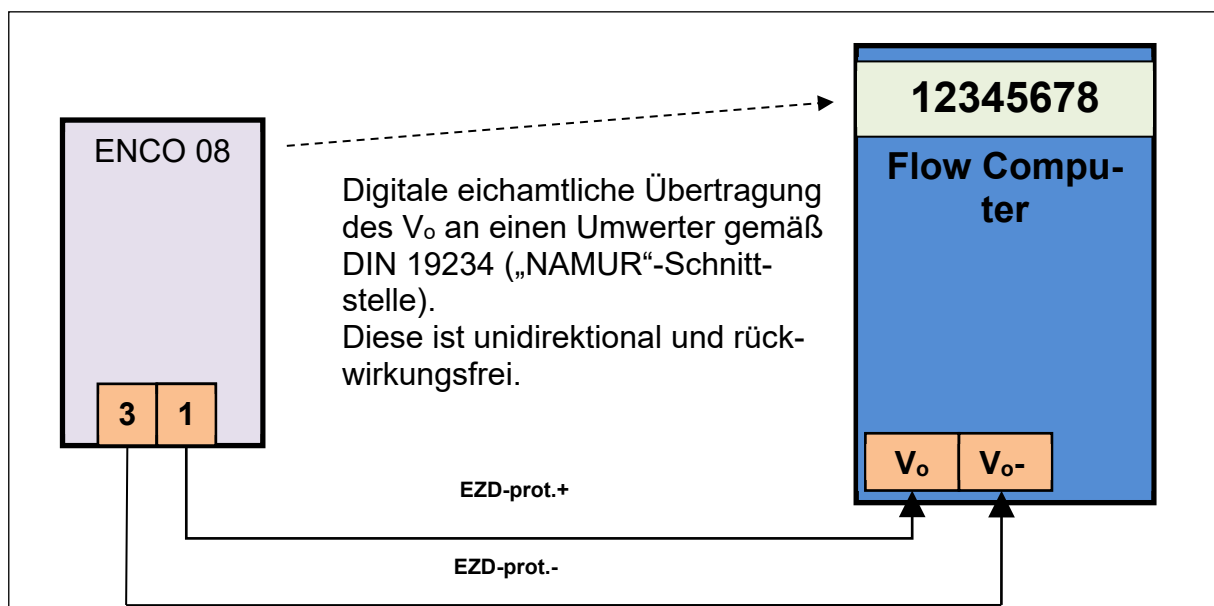 12345678
ENCO 08
Flow Compu-
ter
Digitale eichamtliche Übertragung
des Vₒ an einen Umwerter gemäß
DIN 19234 („NAMUR“-Schnitt-
stelle).
Diese ist unidirektional und rück-
wirkungsfrei.
3 1
Vₒ Vₒ-
EZD-prot.+
EZD-prot.-